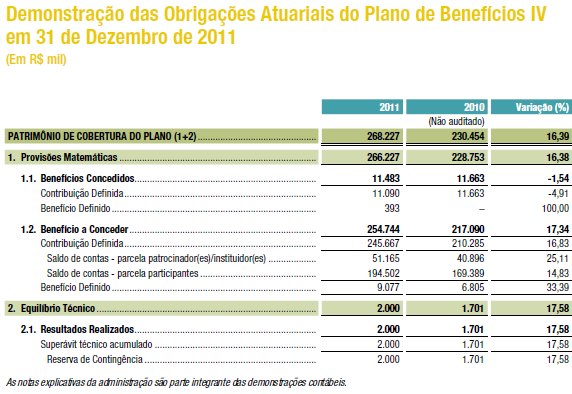 Demonstração das Obrigações Atuariais do Plano de Benefícios IV
em 31 de Dezembro de 2011
(Em R$ mil)
2011 2010 Variação (%)
(Não auditado)
PATRIMÔNIO DE COBERTURA DO PLANO (1+2) 268.227 230.454 16,39
1. Provisões Matemáticas 266.227 228.753 16,38
1.1. Benefícios Concedidos 11.483 11.663 -1,54
Contribuição Definida 11.090 11.663 -4,91
Benefício Definido 393 – 100,00
1.2. Benefício a Conceder 254.744 217.090 17,34
Contribuição Definida 245.667 210.285 16,83
Saldo de contas - parcela patrocinador(es)/instituidor(es) 51.165 40.896 25,11
Saldo de contas - parcela participantes 194.502 169.389 14,83
Benefício Definido 9.077 6.805 33,39
2. Equilíbrio Técnico 2.000 1.701 17,58
2.1. Resultados Realizados 2.000 1.701 17,58
Superávit técnico acumulado 2.000 1.701 17,58
Reserva de Contingência 2.000 1.701 17,58
As notas explicativas da administração são parte integrante das demonstrações contábeis.